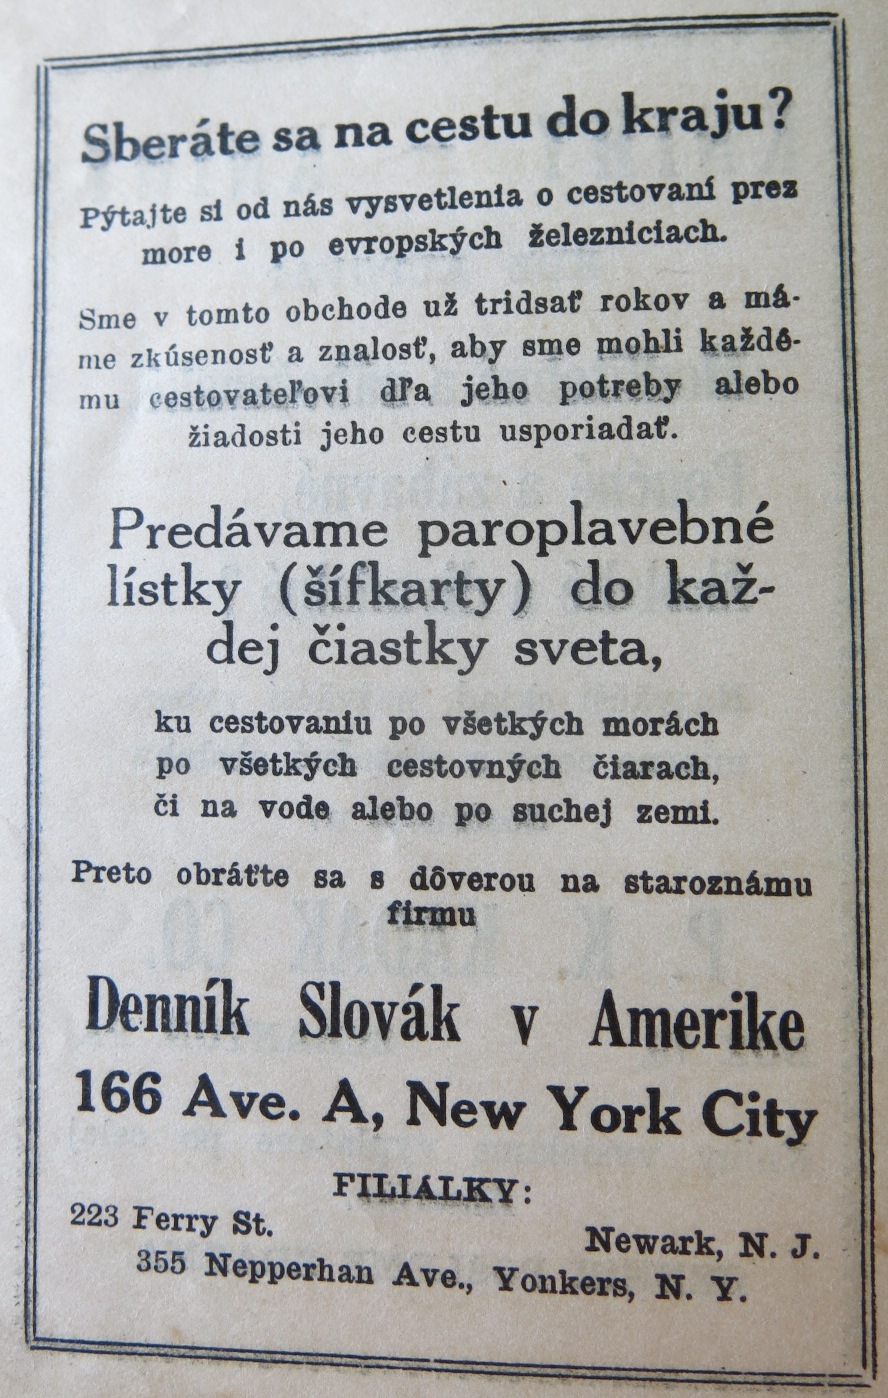 Sberáte sa na cestu do kraju?
Pýtajte si od nás vysvetlenia o cestovaní prez
more i po evropských železniciach.
Sme v tomto obchode už tridsať rokov a má-
me zkúsenosť a znalosť, aby sme mohli každé-
mu cestovateľovi dľa jeho potreby alebo
žiadosti jeho cestu usporiadať.
Predávame paroplavebné
lístky (šífkarty) do kaž-
dej čiastky sveta,
ku cestovaniu po všetkých morách
po všetkých cestovných čiarach,
či na vode alebo po suchej zemi.
Preto obráťte sa s dôverou na staroznámu
firmu
Denník Slovák v Amerike
166 Ave. A, New York City
FILIÁLKY:
223 Ferry St. Newark, N. J.
355 Nepperhan Ave., Yonkers, N. Y.